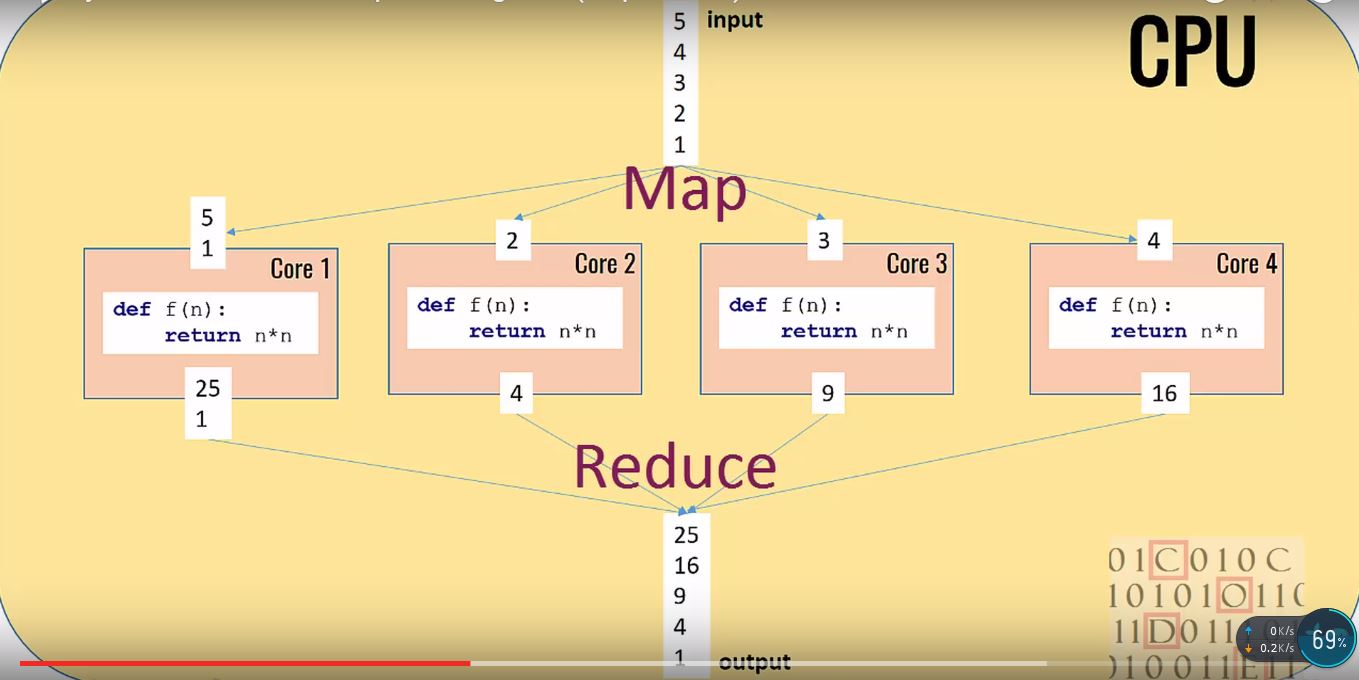 5 input
4
3
2
1
CPU
Map
5
1
2
3
4
Core 1
def f(n):
return n*n
25
1
Core 2
def f(n):
return n*n
4
Core 3
def f(n):
return n*n
9
Core 4
def f(n):
return n*n
16
Reduce
25
16
9
4
1 output
01C010C
10101O110
11D011
010011E11
0K/s
0.2K/s
69%